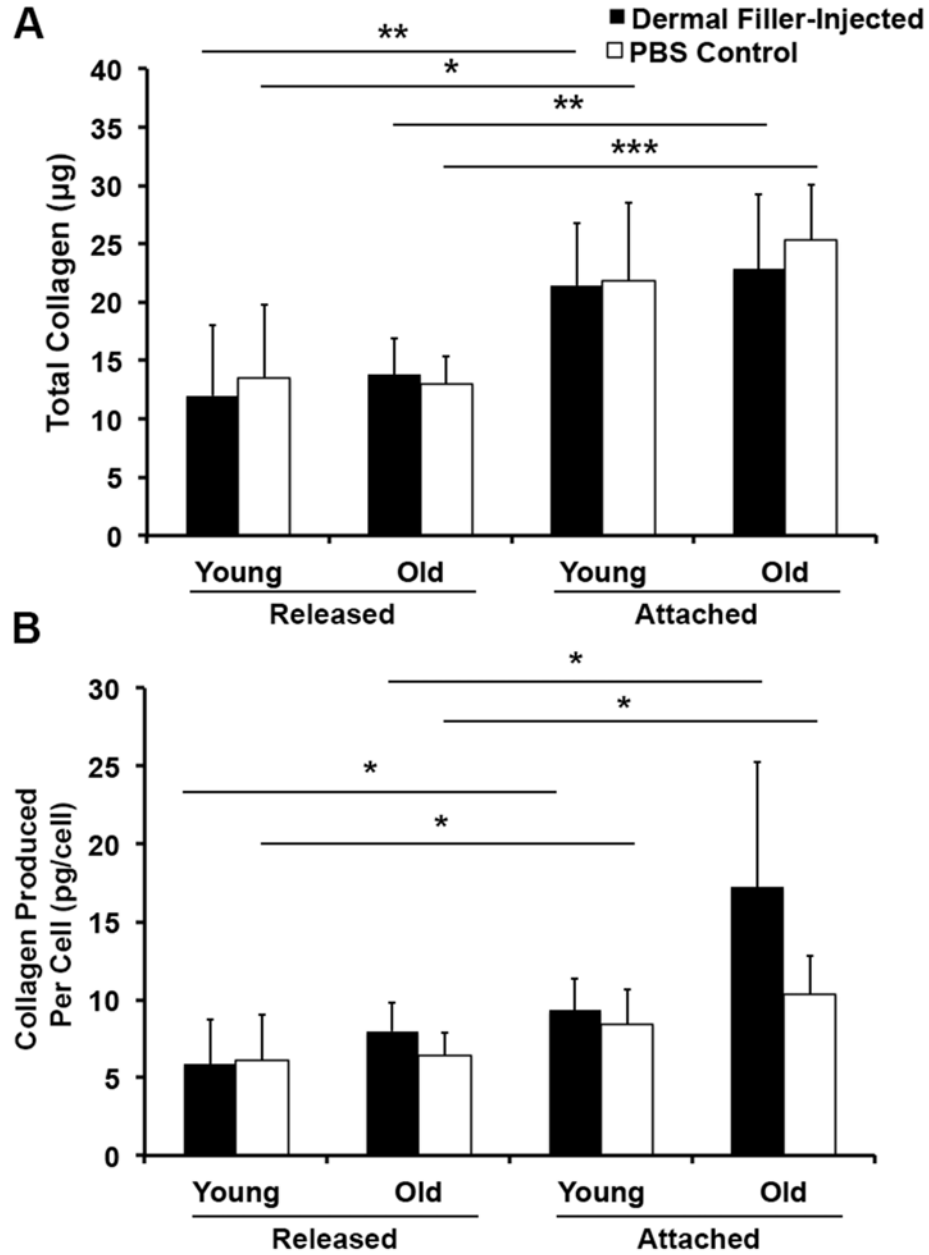 A
■ Dermal Filler-Injected
□ PBS Control
**
*
**
***
Total Collagen (µg)
40
35
30
25
20
15
10
5
0
Young Old Young Old
Released Attached
B
*
*
*
*
Collagen Produced
Per Cell (pg/cell)
30
25
20
15
10
5
0
Young Old Young Old
Released Attached